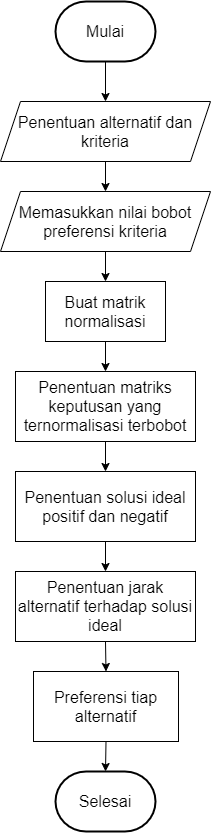 Mulai
Penentuan alternatif dan
kriteria
Memasukkan nilai bobot
preferensi kriteria
Buat matrik
normalisasi
Penentuan matriks
keputusan yang
ternormalisasi terbobot
Penentuan solusi ideal
positif dan negatif
Penentuan jarak
alternatif terhadap solusi
ideal
Preferensi tiap
alternatif
Selesai